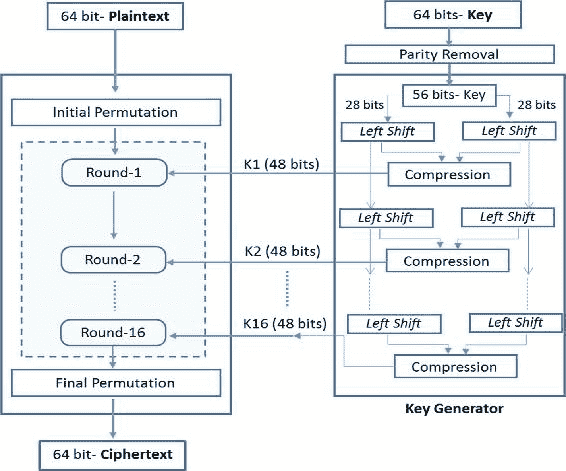 64 bit- Plaintext
64 bits- Key
Parity Removal
56 bits- Key
28 bits
28 bits
Initial Permutation
Left Shift
Left Shift
Round-1
K1 (48 bits)
Compression
Left Shift
Left Shift
Round-2
K2 (48 bits)
Compression
Round-16
K16 (48 bits)
Left Shift
Left Shift
Compression
Final Permutation
Key Generator
64 bit- Ciphertext